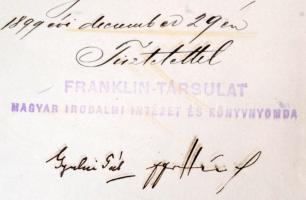 1899 évi december 29én
Tisztelettel
FRANKLIN-TÁRSULAT
MAGYAR IRODALMI INTÉZET ÉS KÖNYVNYOMDA
Gyulai Pál